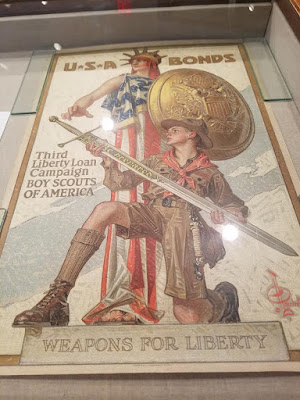 U·S·A BONDS
Third
Liberty Loan
Campaign
BOY SCOUTS
OF AMERICA
WEAPONS FOR LIBERTY